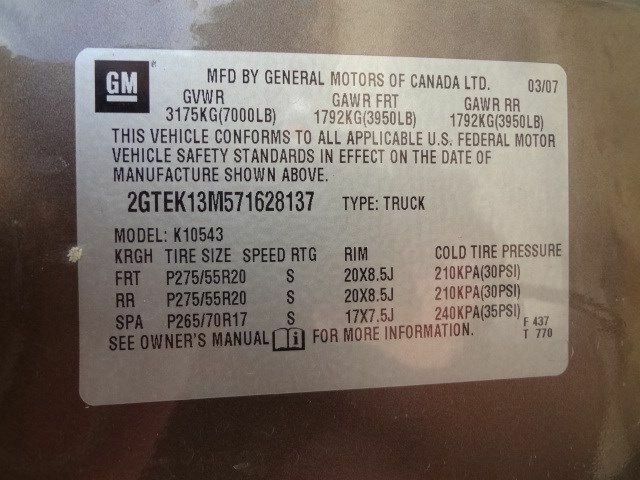 GM
MFD BY GENERAL MOTORS OF CANADA LTD. 03/07
GVWR GAWR FRT GAWR RR
3175KG(7000LB) 1792KG(3950LB) 1792KG(3950LB)
THIS VEHICLE CONFORMS TO ALL APPLICABLE U.S. FEDERAL MOTOR
VEHICLE SAFETY STANDARDS IN EFFECT ON THE DATE OF
MANUFACTURE SHOWN ABOVE.
2GTEK13M571628137 TYPE: TRUCK
MODEL: K10543
KRGH TIRE SIZE SPEED RTG RIM COLD TIRE PRESSURE
FRT P275/55R20 S 20X8.5J 210KPA(30PSI)
RR P275/55R20 S 20X8.5J 210KPA(30PSI)
SPA P265/70R17 S 17X7.5J 240KPA(35PSI)
SEE OWNER'S MANUAL i FOR MORE INFORMATION.
F 437
T 770